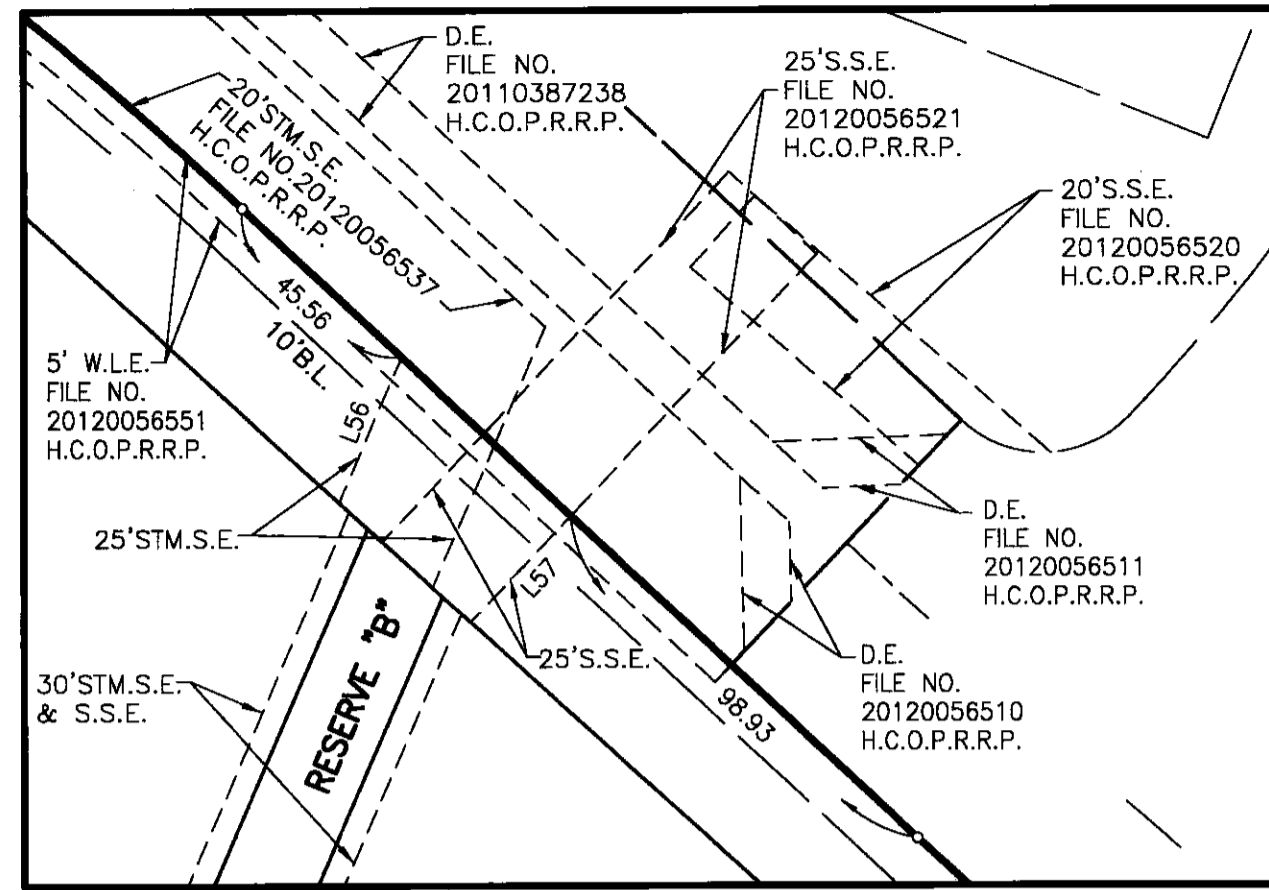 D.E.
FILE NO.
20110387238
H.C.O.P.R.R.P.
25'S.S.E.
FILE NO.
20120056521
H.C.O.P.R.R.P.
20'STM.S.E.
FILE NO.20120056537
H.C.O.P.R.R.P.
20'S.S.E.
FILE NO.
20120056520
H.C.O.P.R.R.P.
45.56
10'B.L.
5' W.L.E.
FILE NO.
20120056551
H.C.O.P.R.R.P.
L56
25'STM.S.E.
L57
D.E.
FILE NO.
20120056511
H.C.O.P.R.R.P.
25'S.S.E.
D.E.
FILE NO.
20120056510
H.C.O.P.R.R.P.
30'STM.S.E.
& S.S.E.
RESERVE "B"
98.93